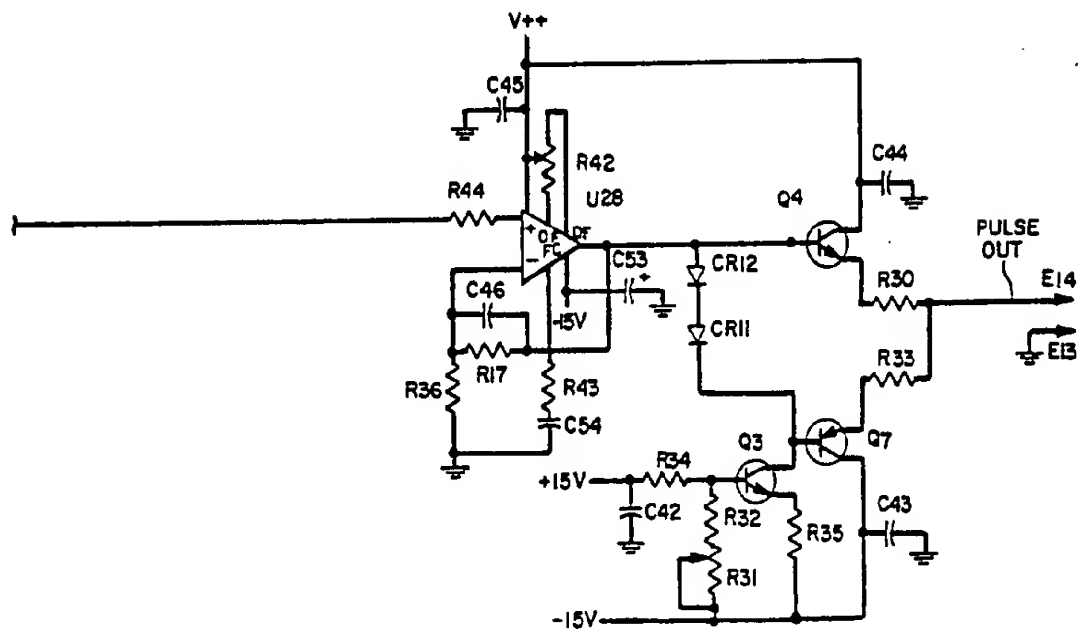 V++
C45
R42
U28
R44
+
OF
FC
OF
−
C53
+
C46
-15V
R17
R36
R43
C54
CR12
CR11
Q4
C44
PULSE
OUT
R30
E14
E13
R33
Q3
Q7
+15V
R34
C42
R32
R35
C43
R31
-15V